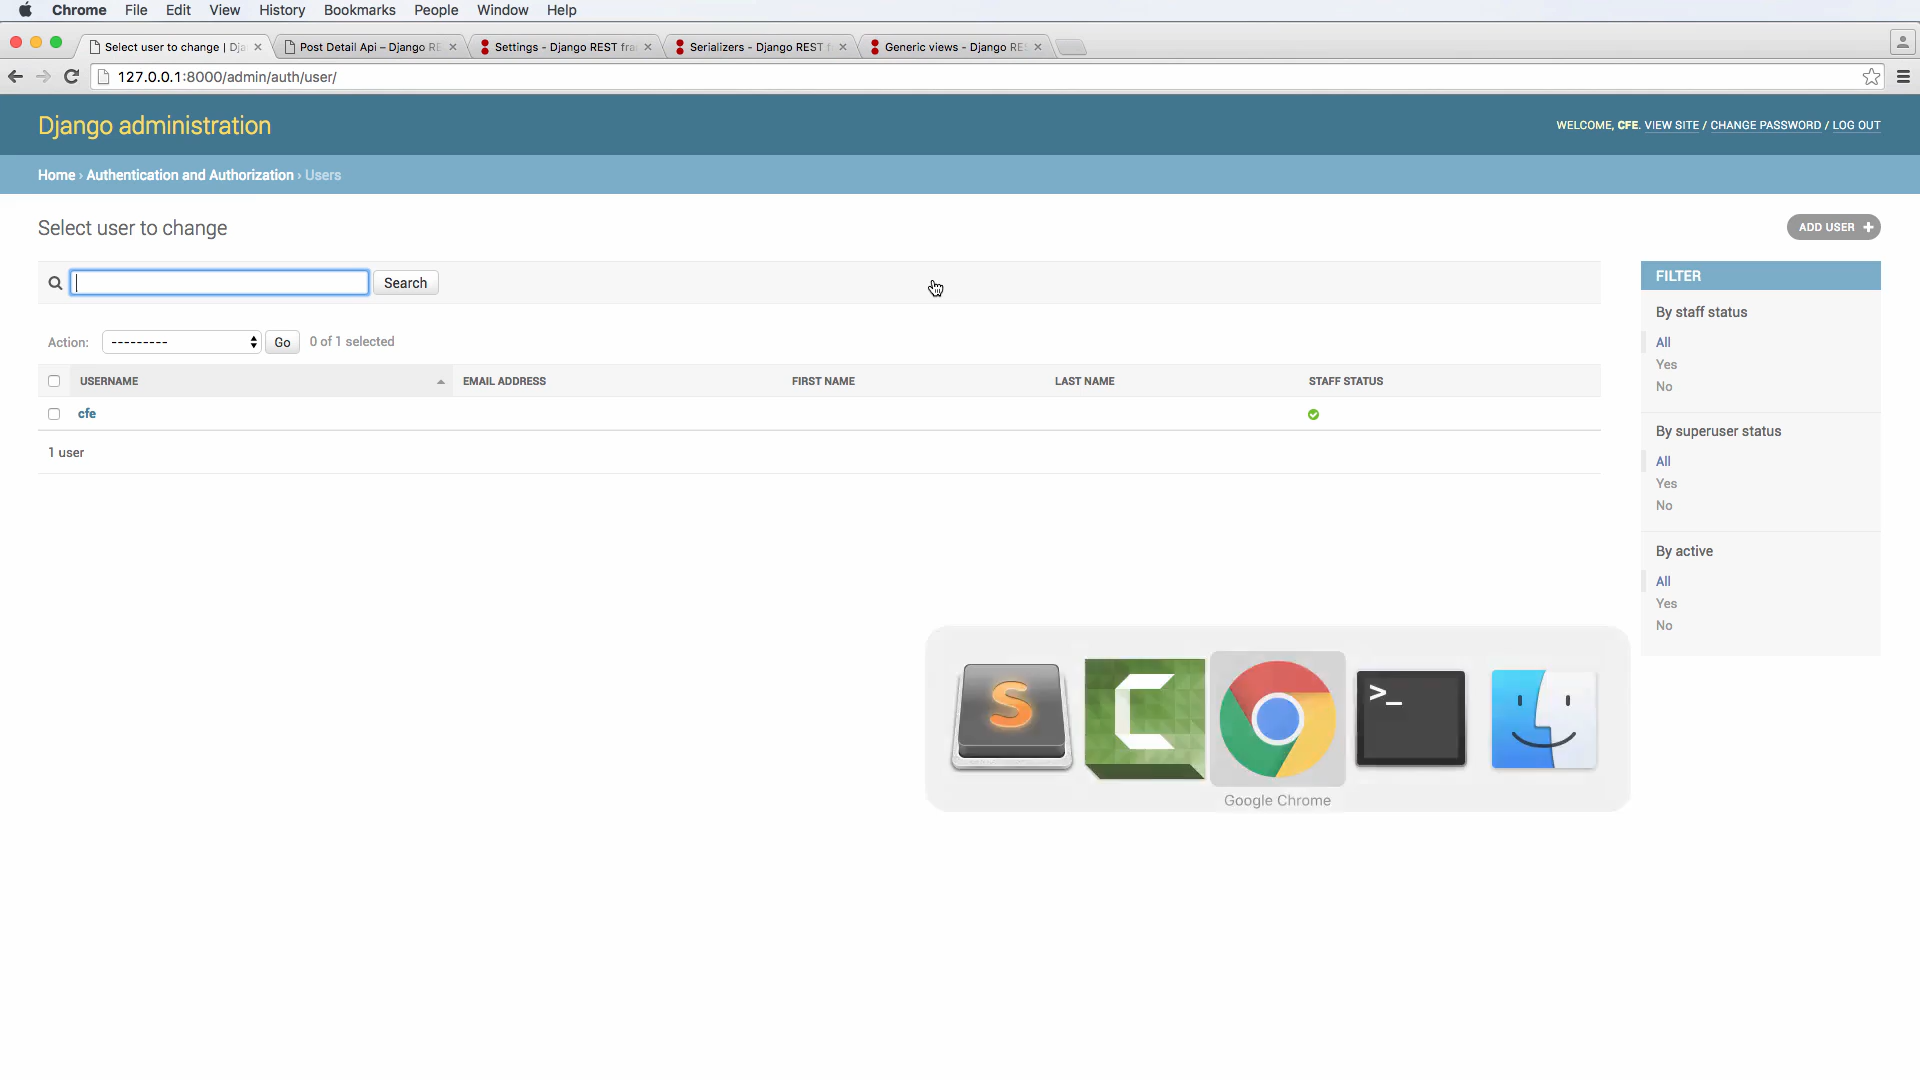 Chrome File Edit View History Bookmarks People Window Help
Select user to change | Dja Post Detail Api – Django RE Settings - Django REST fra Serializers - Django REST f Generic views - Django RES
127.0.0.1:8000/admin/auth/user/
Django administration
WELCOME, CFE. VIEW SITE / CHANGE PASSWORD / LOG OUT
Home › Authentication and Authorization › Users
Select user to change
ADD USER +
Search
FILTER
By staff status
All
Yes
No
By superuser status
All
Yes
No
By active
All
Yes
No
Action: --------- Go 0 of 1 selected
USERNAME EMAIL ADDRESS FIRST NAME LAST NAME STAFF STATUS
cfe
1 user
S C >_
Google Chrome